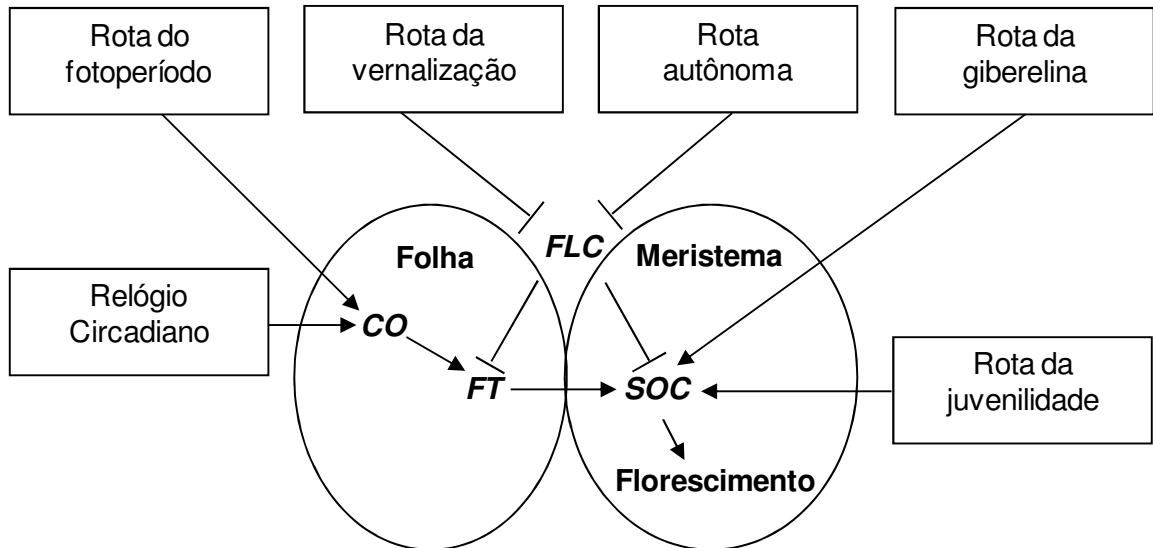 Rota do
fotoperíodo
Rota da
vernalização
Rota
autônoma
Rota da
giberelina
FLC
Folha
Meristema
Relógio
Circadiano
CO
FT
SOC
Rota da
juvenilidade
Florescimento